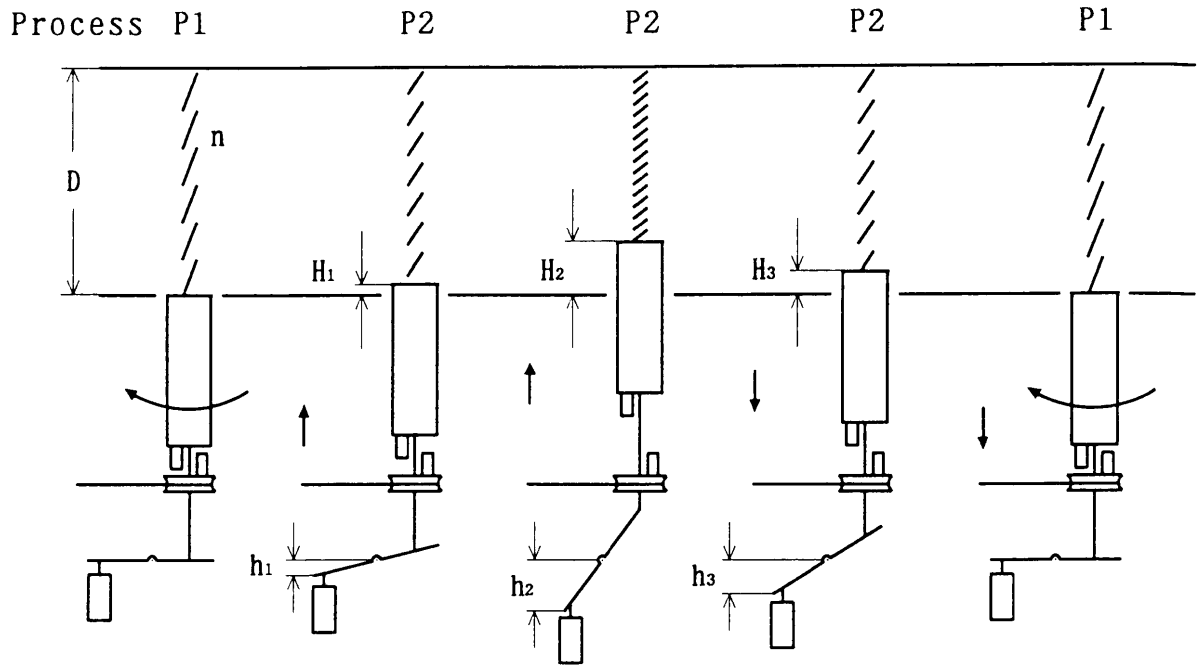 Process P1 P2 P2 P2 P1
n
D
H₁ H₂ H₃
h₁ h₂ h₃